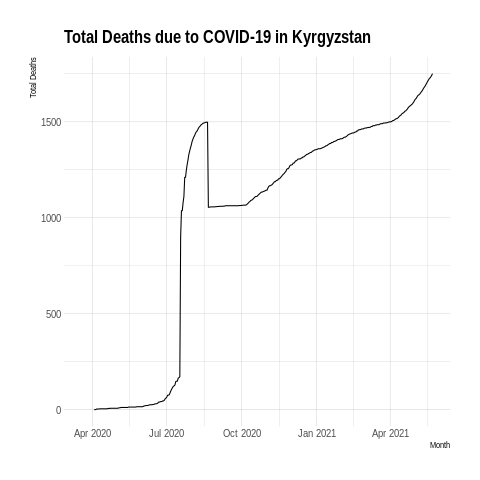 Total Deaths due to COVID-19 in Kyrgyzstan
Total Deaths
1500
1000
500
0
Apr 2020 Jul 2020 Oct 2020 Jan 2021 Apr 2021
Month